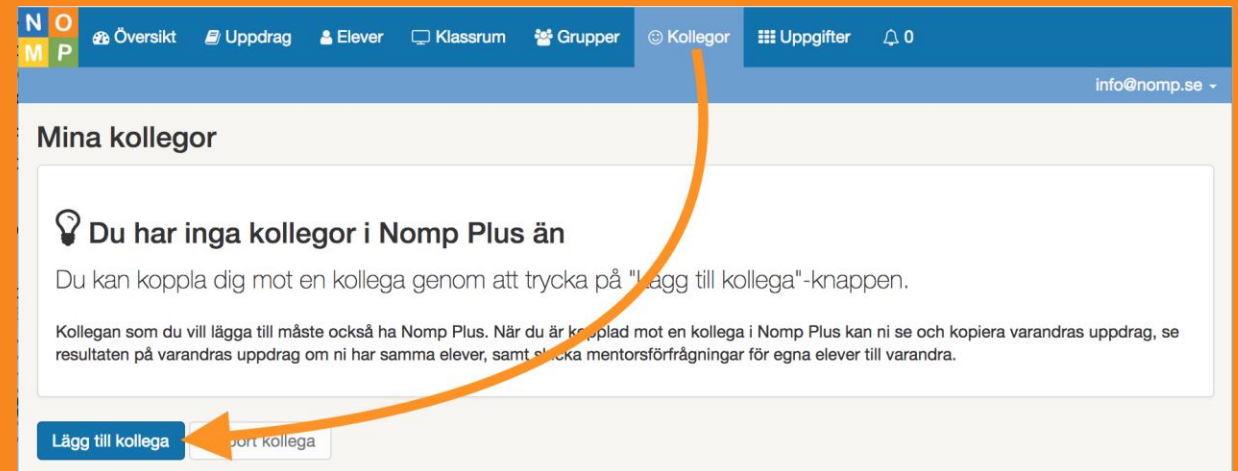 N O
M P
Översikt Uppdrag Elever Klassrum Grupper Kollegor Uppgifter 0
info@nomp.se
Mina kollegor
Du har inga kollegor i Nomp Plus än
Du kan koppla dig mot en kollega genom att trycka på "Lägg till kollega"-knappen.
Kollegan som du vill lägga till måste också ha Nomp Plus. När du är kopplad mot en kollega i Nomp Plus kan ni se och kopiera varandras uppdrag, se
resultaten på varandras uppdrag om ni har samma elever, samt skicka mentorsförfrågningar för egna elever till varandra.
Lägg till kollega kollega